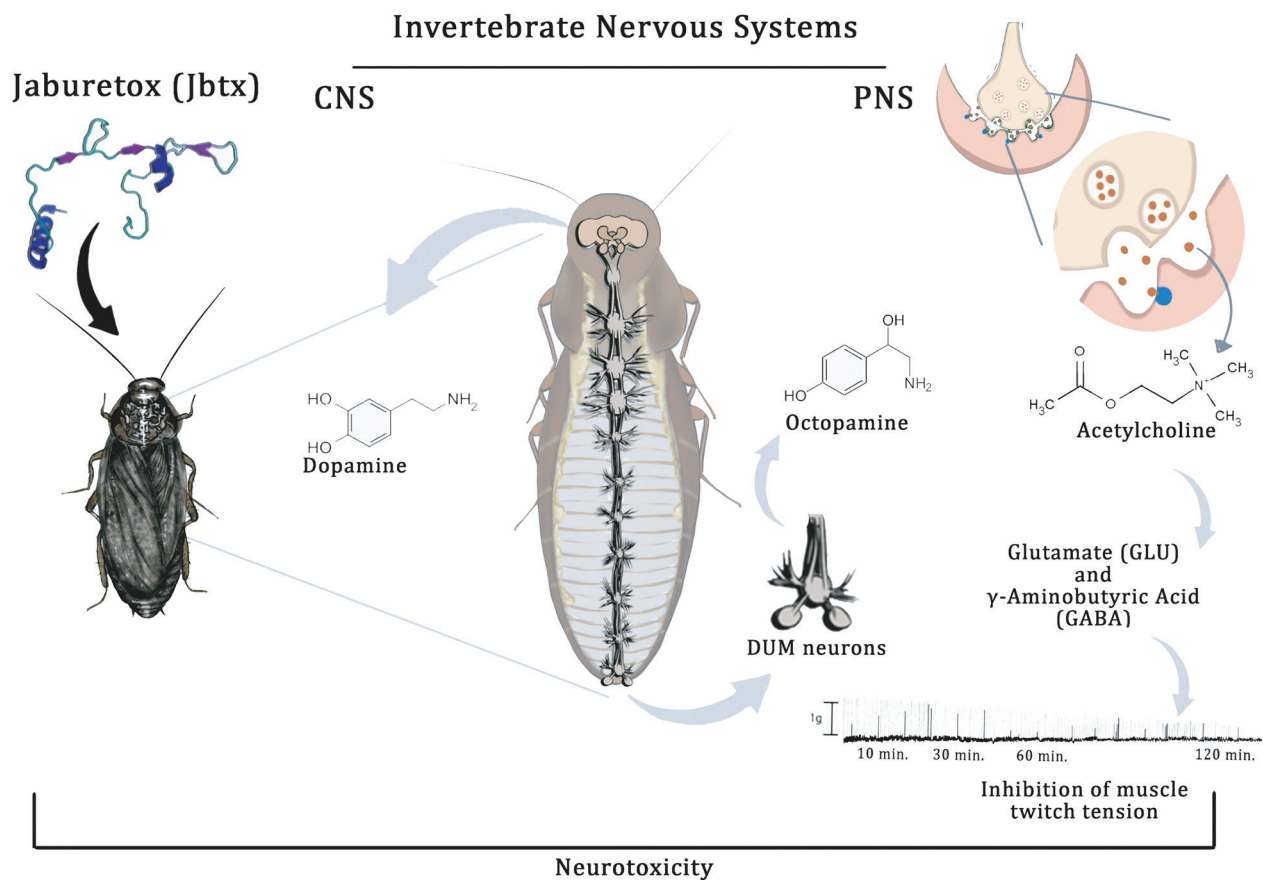 Invertebrate Nervous Systems
Jaburetox (Jbtx)
CNS
PNS
HO
HO
NH₂
Dopamine
OH
HO
NH₂
Octopamine
O
H₃C
O
H₃C
N⁺
CH₃
CH₃
Acetylcholine
Glutamate (GLU)
and
γ-Aminobutyric Acid
(GABA)
DUM neurons
1g
10 min.
30 min.
60 min.
120 min.
Inhibition of muscle
twitch tension
Neurotoxicity